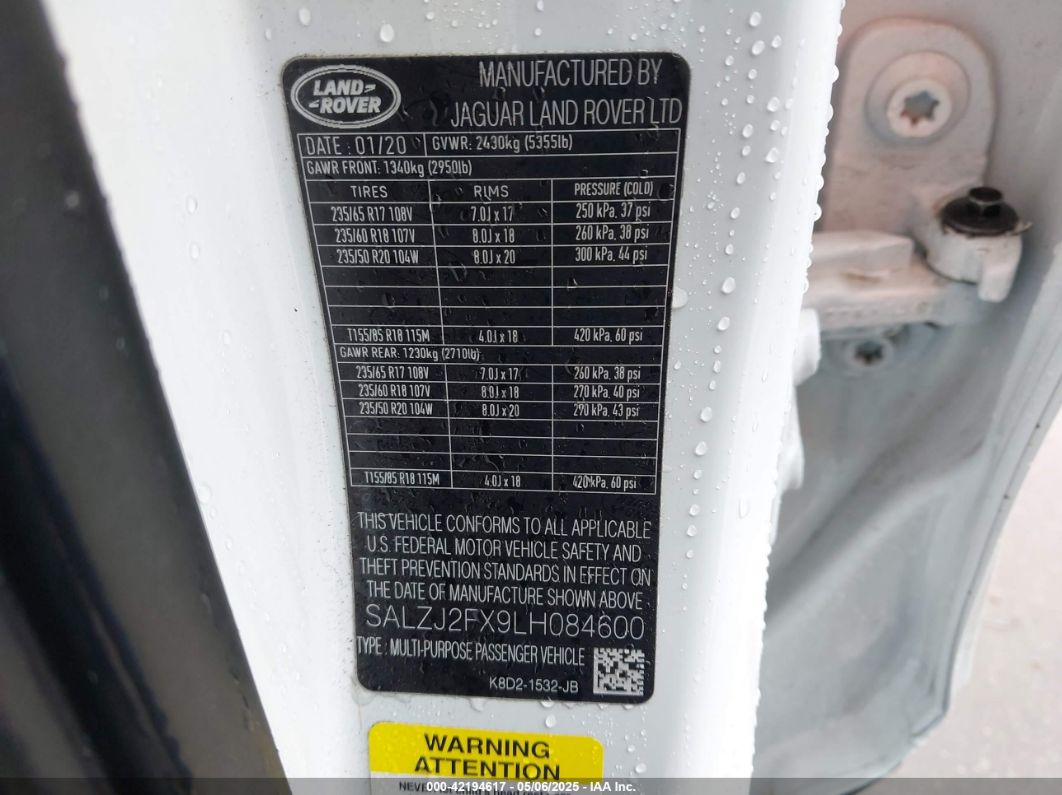 LAND-
-ROVER
MANUFACTURED BY
JAGUAR LAND ROVER LTD
DATE : 01/20 GVWR: 2430kg (5355lb)
GAWR FRONT: 1340kg (2950lb)
TIRES RIMS PRESSURE (COLD)
235/65 R17 108V 7.0J x 17 250 kPa, 37 psi
235/60 R18 107V 8.0J x 18 260 kPa, 38 psi
235/50 R20 104W 8.0J x 20 300 kPa, 44 psi
T155/85 R18 115M 4.0J x 18 420 kPa, 60 psi
GAWR REAR: 1230kg (2710lb)
235/65 R17 108V 7.0J x 17 260 kPa, 38 psi
235/60 R18 107V 8.0J x 18 270 kPa, 40 psi
235/50 R20 104W 8.0J x 20 290 kPa, 43 psi
T155/85 R18 115M 4.0J x 18 420 kPa, 60 psi
THIS VEHICLE CONFORMS TO ALL APPLICABLE
U.S. FEDERAL MOTOR VEHICLE SAFETY AND
THEFT PREVENTION STANDARDS IN EFFECT ON
THE DATE OF MANUFACTURE SHOWN ABOVE
SALZJ2FX9LH084600
TYPE : MULTI-PURPOSE PASSENGER VEHICLE
K8D2-1532-JB
WARNING
ATTENTION
000-42194617 - 05/06/2025 - IAA Inc.